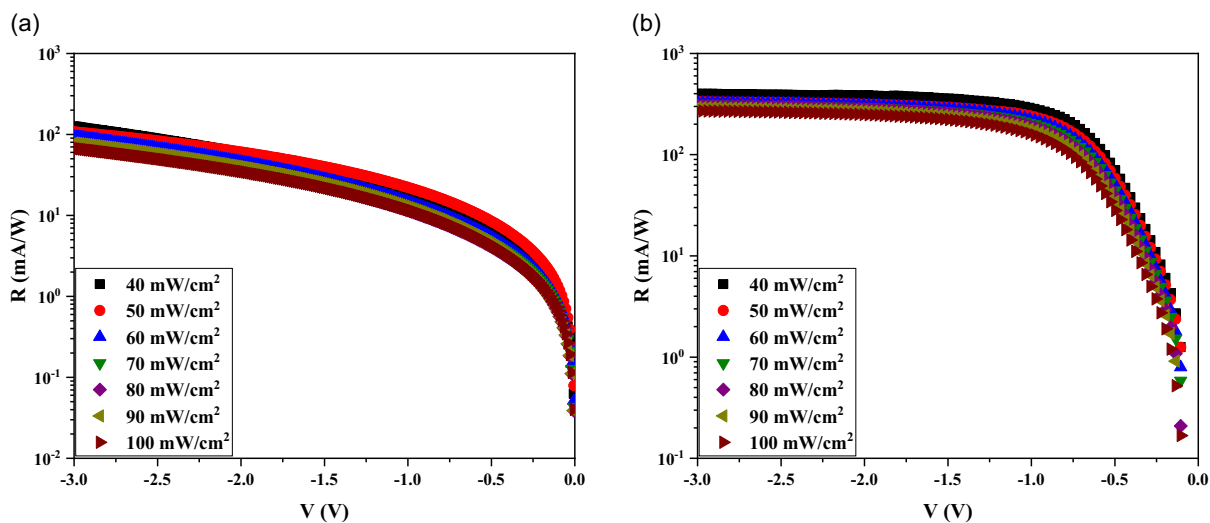 (a)
10³
10²
10¹
10⁰
10⁻¹
10⁻²
R (mA/W)
40 mW/cm²
50 mW/cm²
60 mW/cm²
70 mW/cm²
80 mW/cm²
90 mW/cm²
100 mW/cm²
-3.0 -2.5 -2.0 -1.5 -1.0 -0.5 0.0
V (V)
(b)
10³
10²
10¹
10⁰
10⁻¹
R (mA/W)
40 mW/cm²
50 mW/cm²
60 mW/cm²
70 mW/cm²
80 mW/cm²
90 mW/cm²
100 mW/cm²
-3.0 -2.5 -2.0 -1.5 -1.0 -0.5 0.0
V (V)